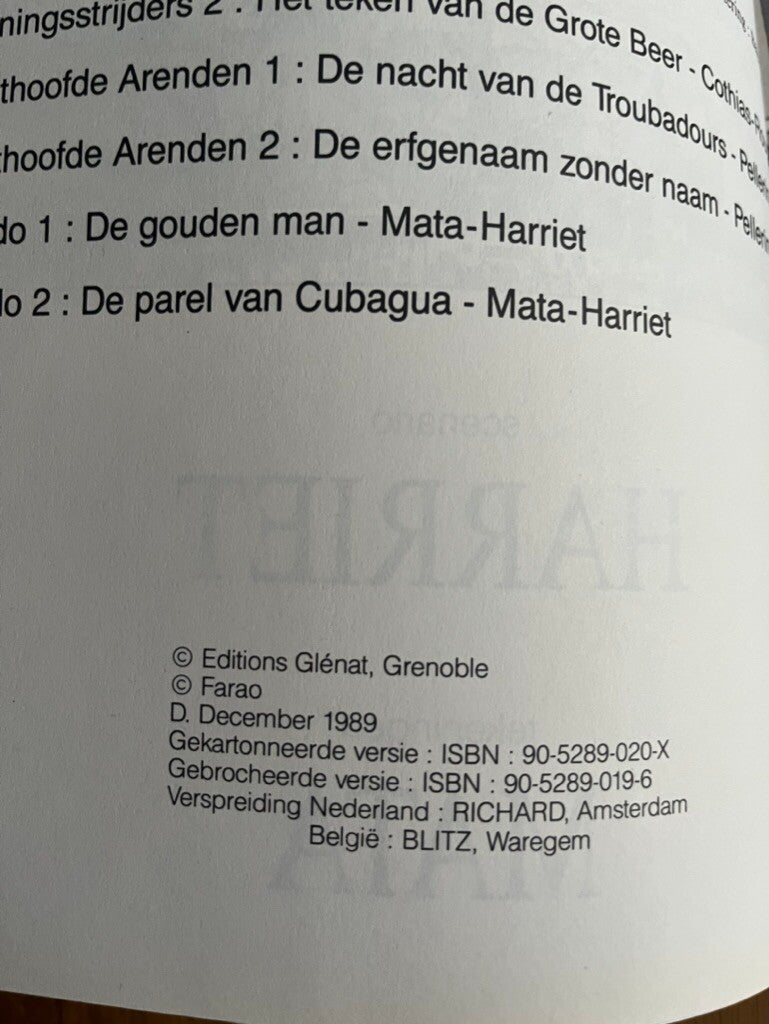 ningsstrijders 2 : Het teken van de Grote Beer - Cothias-
thoofde Arenden 1 : De nacht van de Troubadours -
thoofde Arenden 2 : De erfgenaam zonder naam -
do 1 : De gouden man - Mata-Harriet
do 2 : De parel van Cubagua - Mata-Harriet
scenario
HARRIET
© Editions Glénat, Grenoble
© Farao
D. December 1989
Gekartonneerde versie : ISBN : 90-5289-020-X
Gebrocheerde versie : ISBN : 90-5289-019-6
Verspreiding Nederland : RICHARD, Amsterdam
België : BLITZ, Waregem
MATA